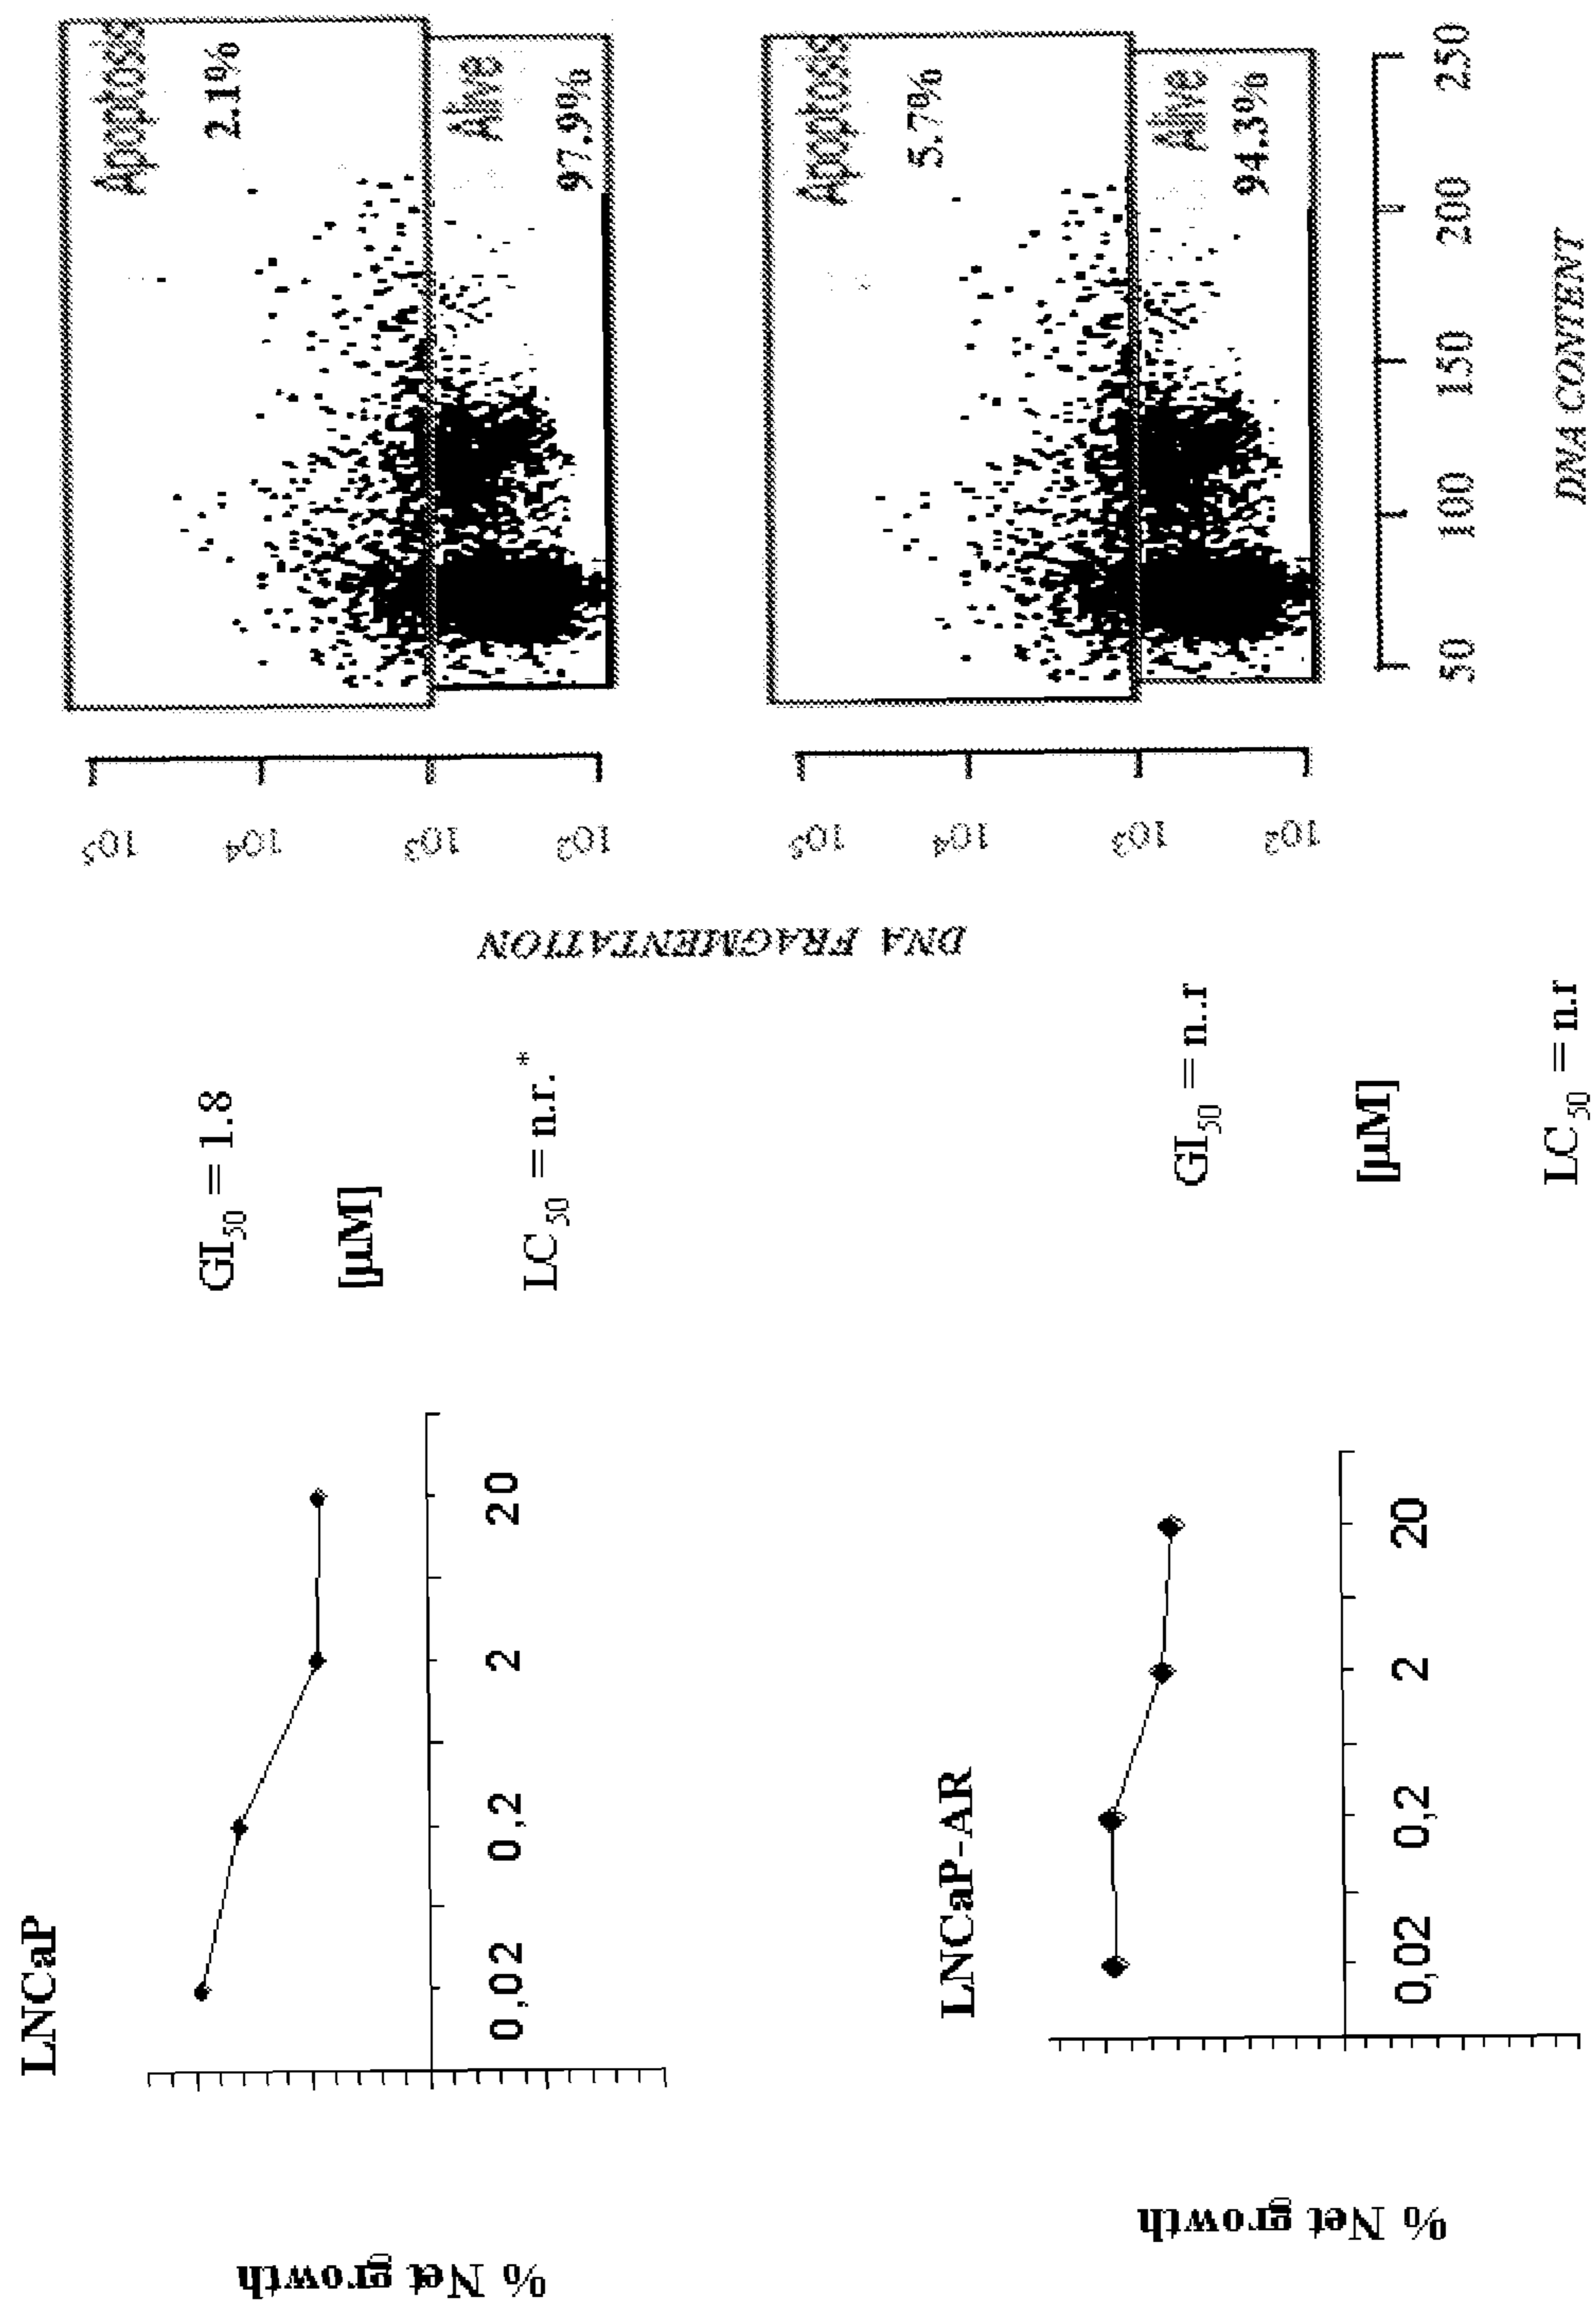 LNCaP
% Net growth
0,02 0,2 2 20
GI50 = 1.8
[µM]
LC50 = n.r.*
DNA FRAGMENTATION
10⁵
10⁴
10³
10²
Apoptosis
2.1%
Alive
97.9%
LNCaP-AR
% Net growth
0,02 0,2 2 20
GI50 = n..r
[µM]
LC50 = n.r
10⁵
10⁴
10³
10²
Apoptosis
5.7%
Alive
94.3%
50 100 150 200 250
DNA CONTENT